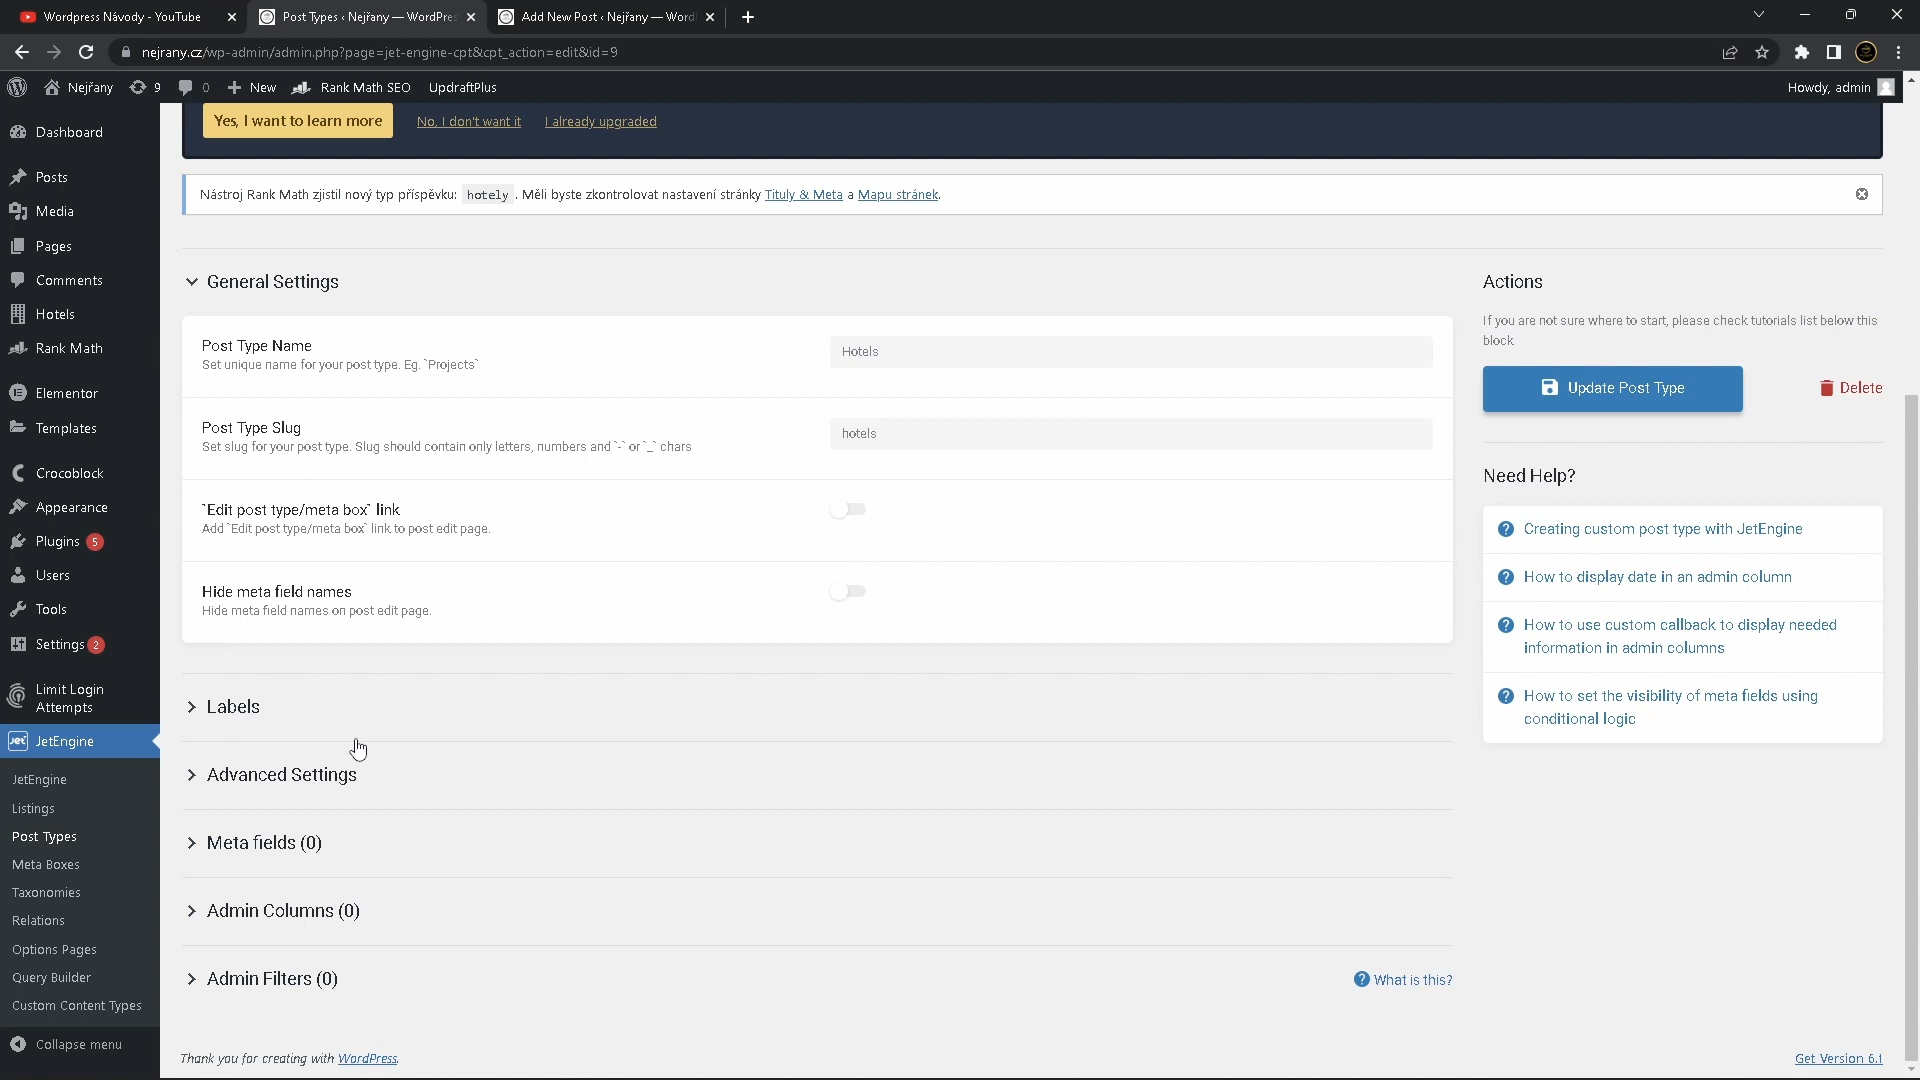 Wordpress Návody - YouTube
Post Types ‹ Nejřany — WordPres
Add New Post ‹ Nejřany — Word
nejrany.cz/wp-admin/admin.php?page=jet-engine-cpt&cpt_action=edit&id=9
Nejřany
9
0
New
Rank Math SEO
UpdraftPlus
Howdy, admin
Dashboard
Posts
Media
Pages
Comments
Hotels
Rank Math
Elementor
Templates
Crocoblock
Appearance
Plugins 5
Users
Tools
Settings 2
Limit Login
Attempts
JetEngine
JetEngine
Listings
Post Types
Meta Boxes
Taxonomies
Relations
Options Pages
Query Builder
Custom Content Types
Collapse menu
Yes, I want to learn more
No, I don't want it
I already upgraded
Nástroj Rank Math zjistil nový typ příspěvku: hotely . Měli byste zkontrolovat nastavení stránky Tituly & Meta a Mapu stránek.
General Settings
Post Type Name
Set unique name for your post type. Eg. `Projects`
Hotels
Post Type Slug
Set slug for your post type. Slug should contain only letters, numbers and `-` or `_` chars
hotels
`Edit post type/meta box` link
Add `Edit post type/meta box` link to post edit page.
Hide meta field names
Hide meta field names on post edit page.
Labels
Advanced Settings
Meta fields (0)
Admin Columns (0)
Admin Filters (0)
What is this?
Actions
If you are not sure where to start, please check tutorials list below this
block
Update Post Type
Delete
Need Help?
Creating custom post type with JetEngine
How to display date in an admin column
How to use custom callback to display needed
information in admin columns
How to set the visibility of meta fields using
conditional logic
Thank you for creating with WordPress.
Get Version 6.1